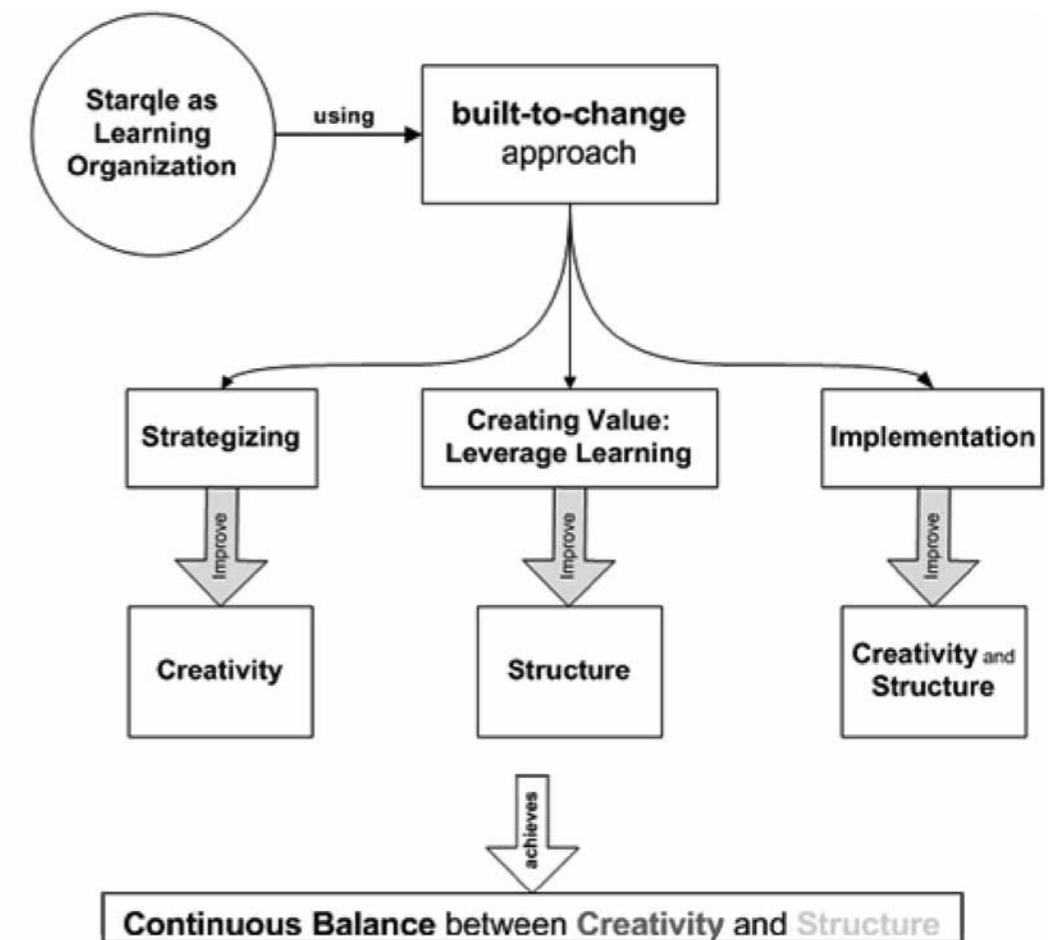 Starqle as
Learning
Organization
using
built-to-change
approach
Strategizing
Creating Value:
Leverage Learning
Implementation
Improve
Improve
Improve
Creativity
Structure
Creativity and
Structure
achieves
Continuous Balance between Creativity and Structure